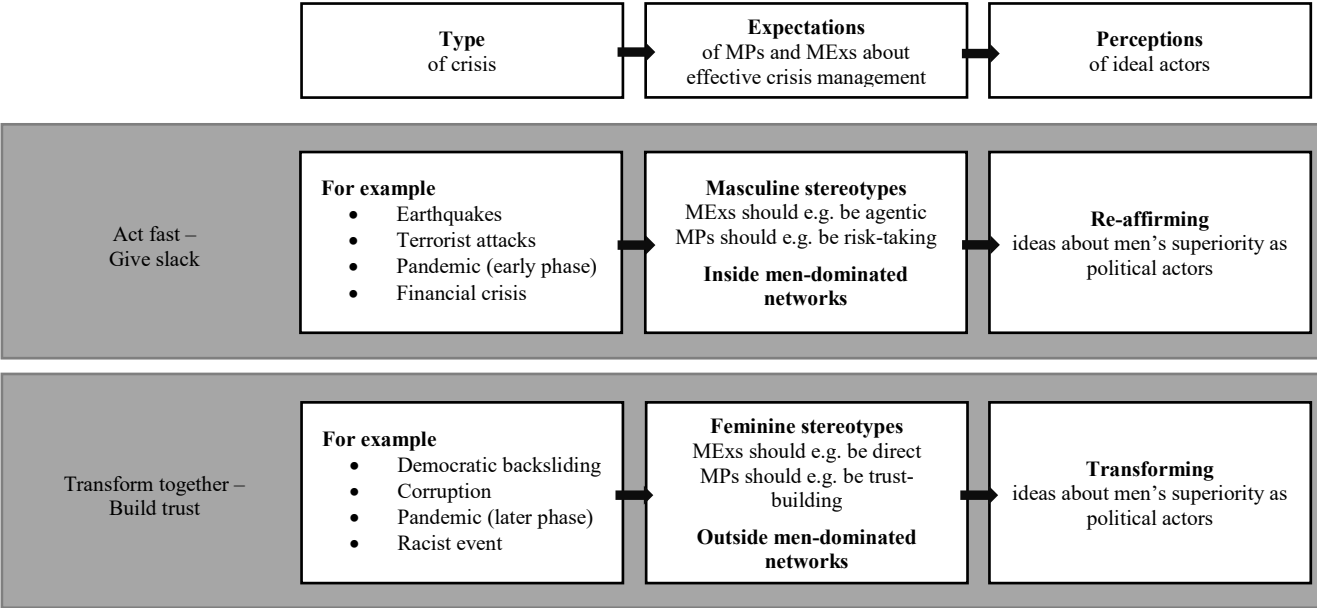 Type
of crisis
Expectations
of MPs and MExs about
effective crisis management
Perceptions
of ideal actors
Act fast –
Give slack
For example
• Earthquakes
• Terrorist attacks
• Pandemic (early phase)
• Financial crisis
Masculine stereotypes
MExs should e.g. be agentic
MPs should e.g. be risk-taking
Inside men-dominated
networks
Re-affirming
ideas about men’s superiority as
political actors
Transform together –
Build trust
For example
• Democratic backsliding
• Corruption
• Pandemic (later phase)
• Racist event
Feminine stereotypes
MExs should e.g. be direct
MPs should e.g. be trust-
building
Outside men-dominated
networks
Transforming
ideas about men’s superiority as
political actors